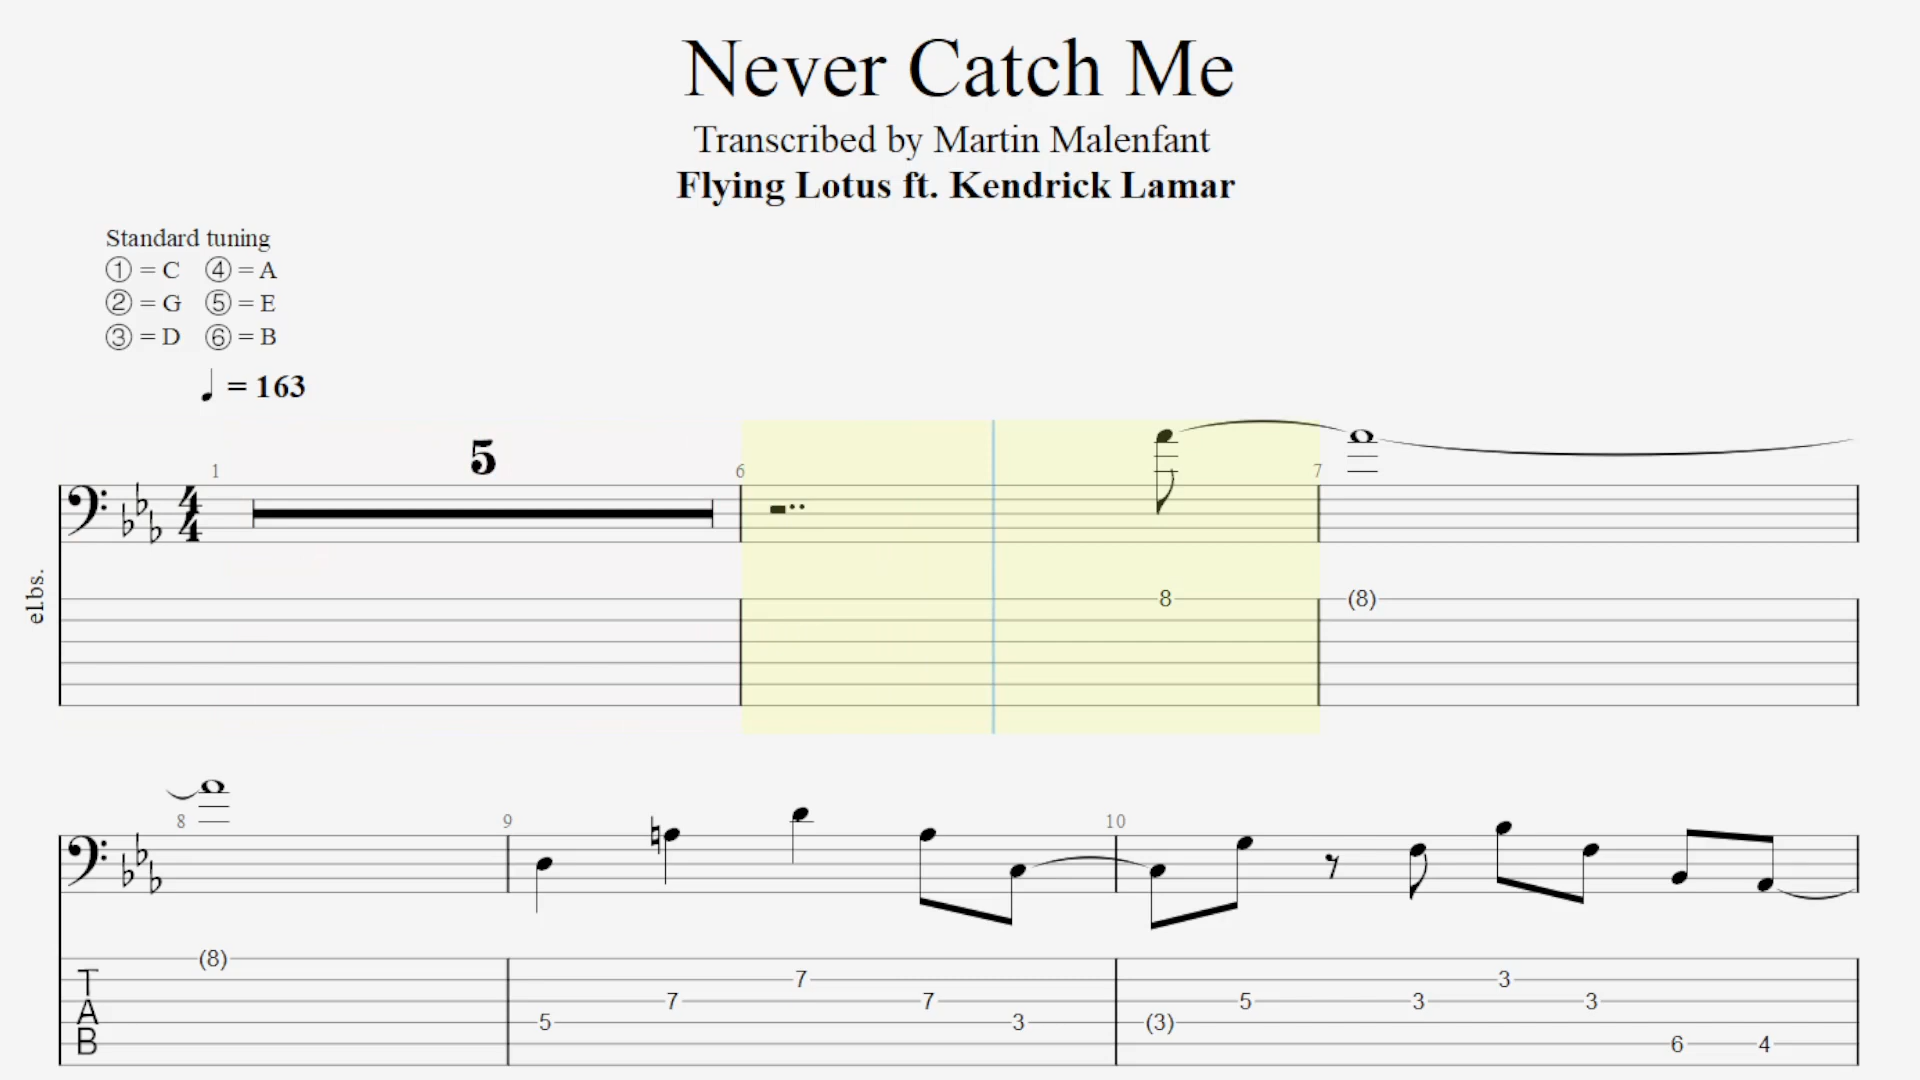 Never Catch Me
Transcribed by Martin Malenfant
Flying Lotus ft. Kendrick Lamar
Standard tuning
① = C ④ = A
② = G ⑤ = E
③ = D ⑥ = B
♩ = 163
5
1 6 7
4
4
el.bs.
8 (8)
8 9 10
T
A
B
(8)
7 3
7 7 5 3 3
5 3 (3)
6 4